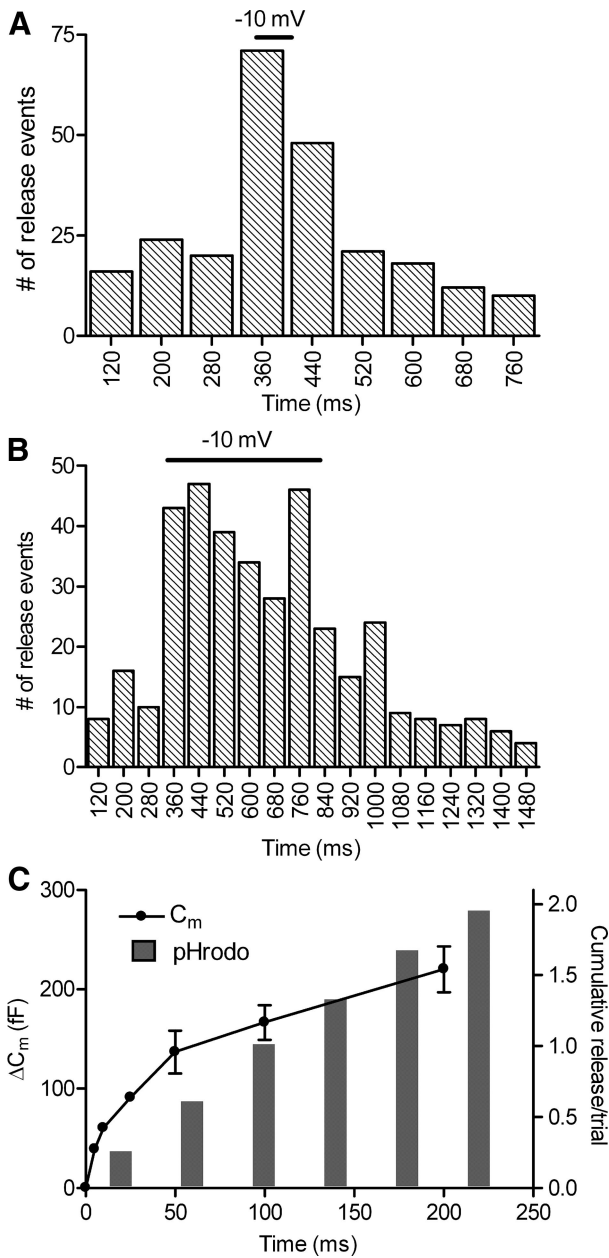 A
-10 mV
75
50
25
0
# of release events
120 200 280 360 440 520 600 680 760
Time (ms)
B
-10 mV
50
40
30
20
10
0
# of release events
120 200 280 360 440 520 600 680 760 840 920 1000 1080 1160 1240 1320 1400 1480
Time (ms)
C
300
200
100
0
ΔCm (fF)
Cm
pHrodo
2.0
1.5
1.0
0.5
0.0
Cumulative
release/trial
0 50 100 150 200 250
Time (ms)